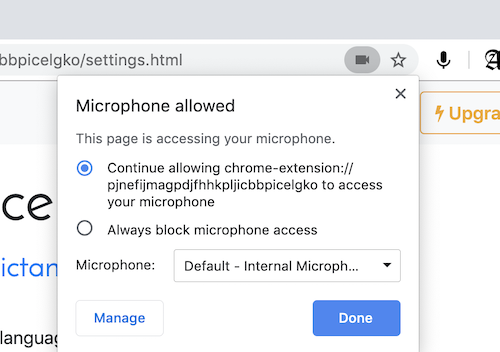 bbpicelgko/settings.html
Microphone allowed
This page is accessing your microphone.
Continue allowing chrome-extension://
pjnefijmagpdjfhhkpljicbbpicelgko to access
your microphone
Always block microphone access
Microphone: Default - Internal Microph...
Manage
Done
Upgra
ce
ictan
langua